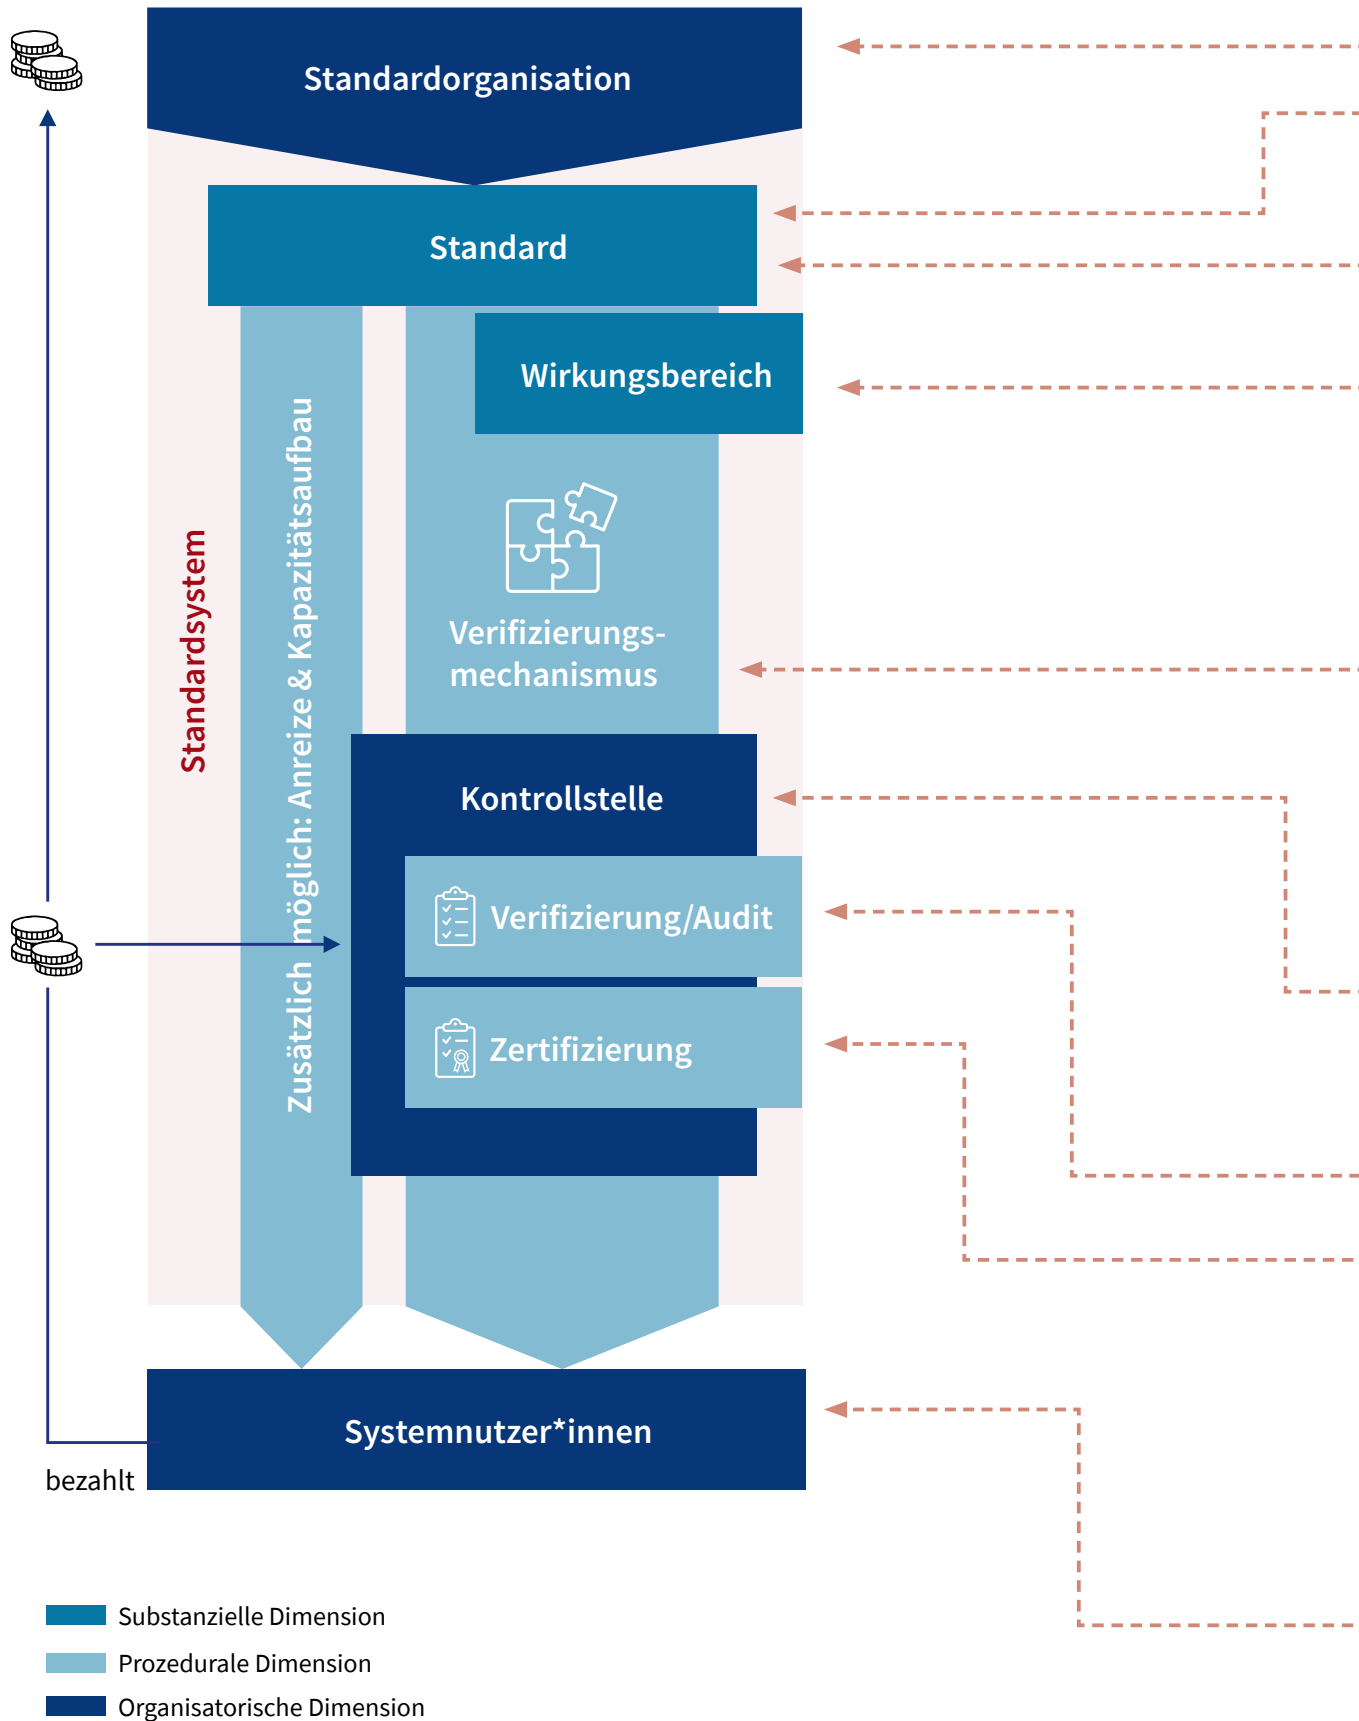 Standardorganisation
Standard
Wirkungsbereich
Standardsystem
Zusätzlich möglich: Anreize & Kapazitätsaufbau
Verifizierungs-
mechanismus
Kontrollstelle
Verifizierung/Audit
Zertifizierung
Systemnutzer*innen
bezahlt
Substanzielle Dimension
Prozedurale Dimension
Organisatorische Dimension